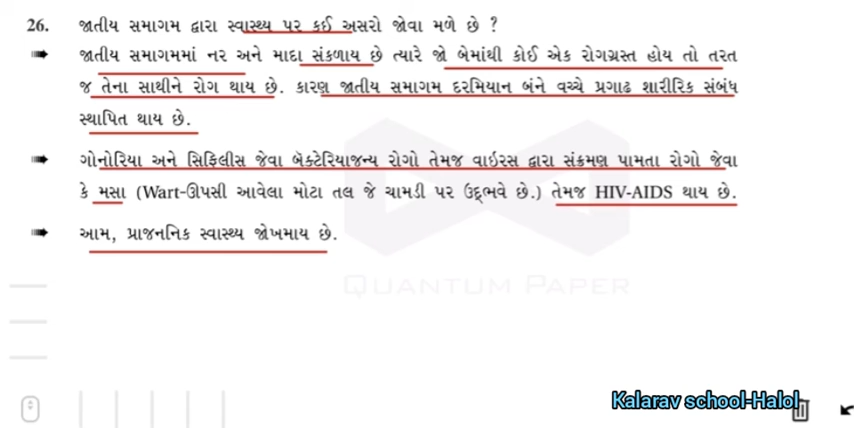 26. જાતીય સમાગમ દ્વારા સ્વાસ્થ્ય પર કઈ અસરો જોવા મળે છે ?
➠ જાતીય સમાગમમાં નર અને માદા સંકળાય છે ત્યારે જો બેમાંથી કોઈ એક રોગગ્રસ્ત હોય તો તરત
જ તેના સાથીને રોગ થાય છે. કારણ જાતીય સમાગમ દરમિયાન બંને વચ્ચે પ્રગાઢ શારીરિક સંબંધ
સ્થાપિત થાય છે.
➠ ગોનોરિયા અને સિફિલીસ જેવા બૅક્ટેરિયાજન્ય રોગો તેમજ વાઇરસ દ્વારા સંક્રમણ પામતા રોગો જેવા
કે મસા (Wart-ઊપસી આવેલા મોટા તલ જે ચામડી પર ઉદ્ભવે છે.) તેમજ HIV-AIDS થાય છે.
➠ આમ, પ્રાજનનિક સ્વાસ્થ્ય જોખમાય છે.
QUANTUM PAPER
Kalarav school-Halol